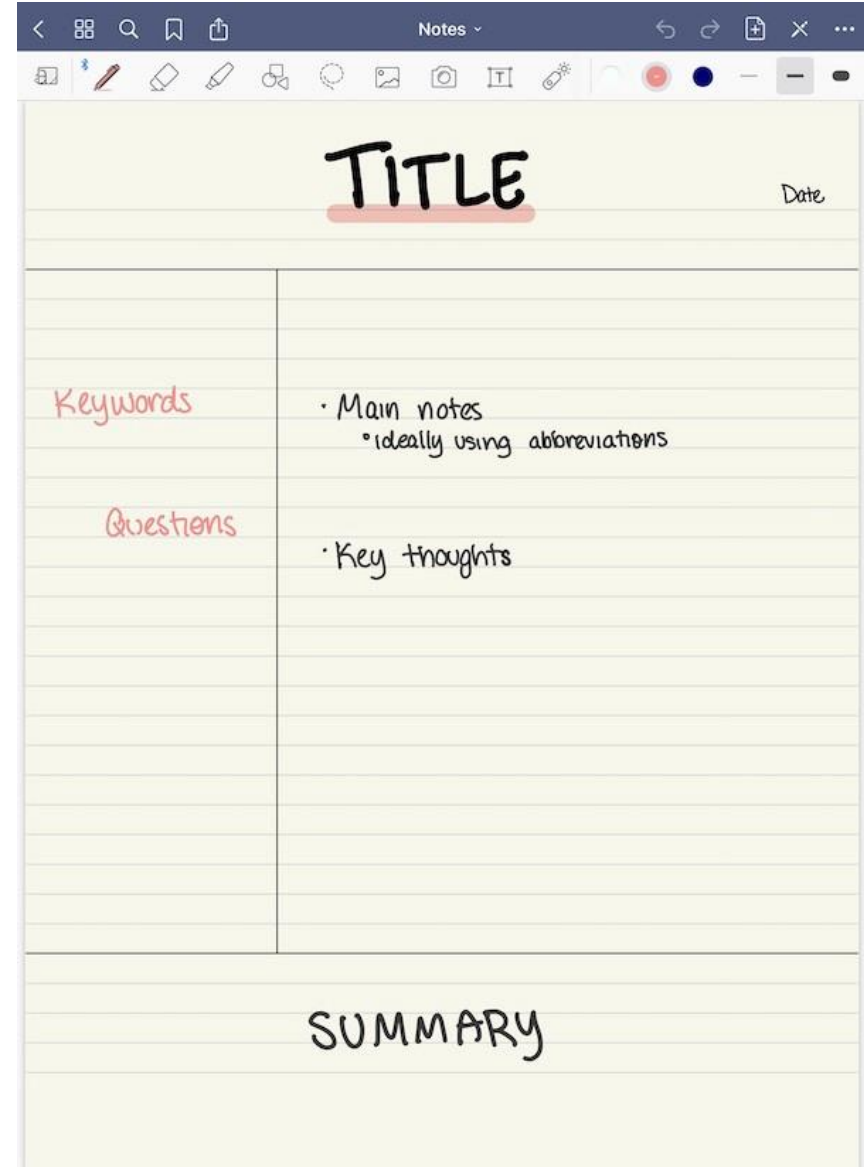 Notes
TITLE
Date
Keywords
• Main notes
• ideally using abbreviations
Questions
• Key thoughts
SUMMARY